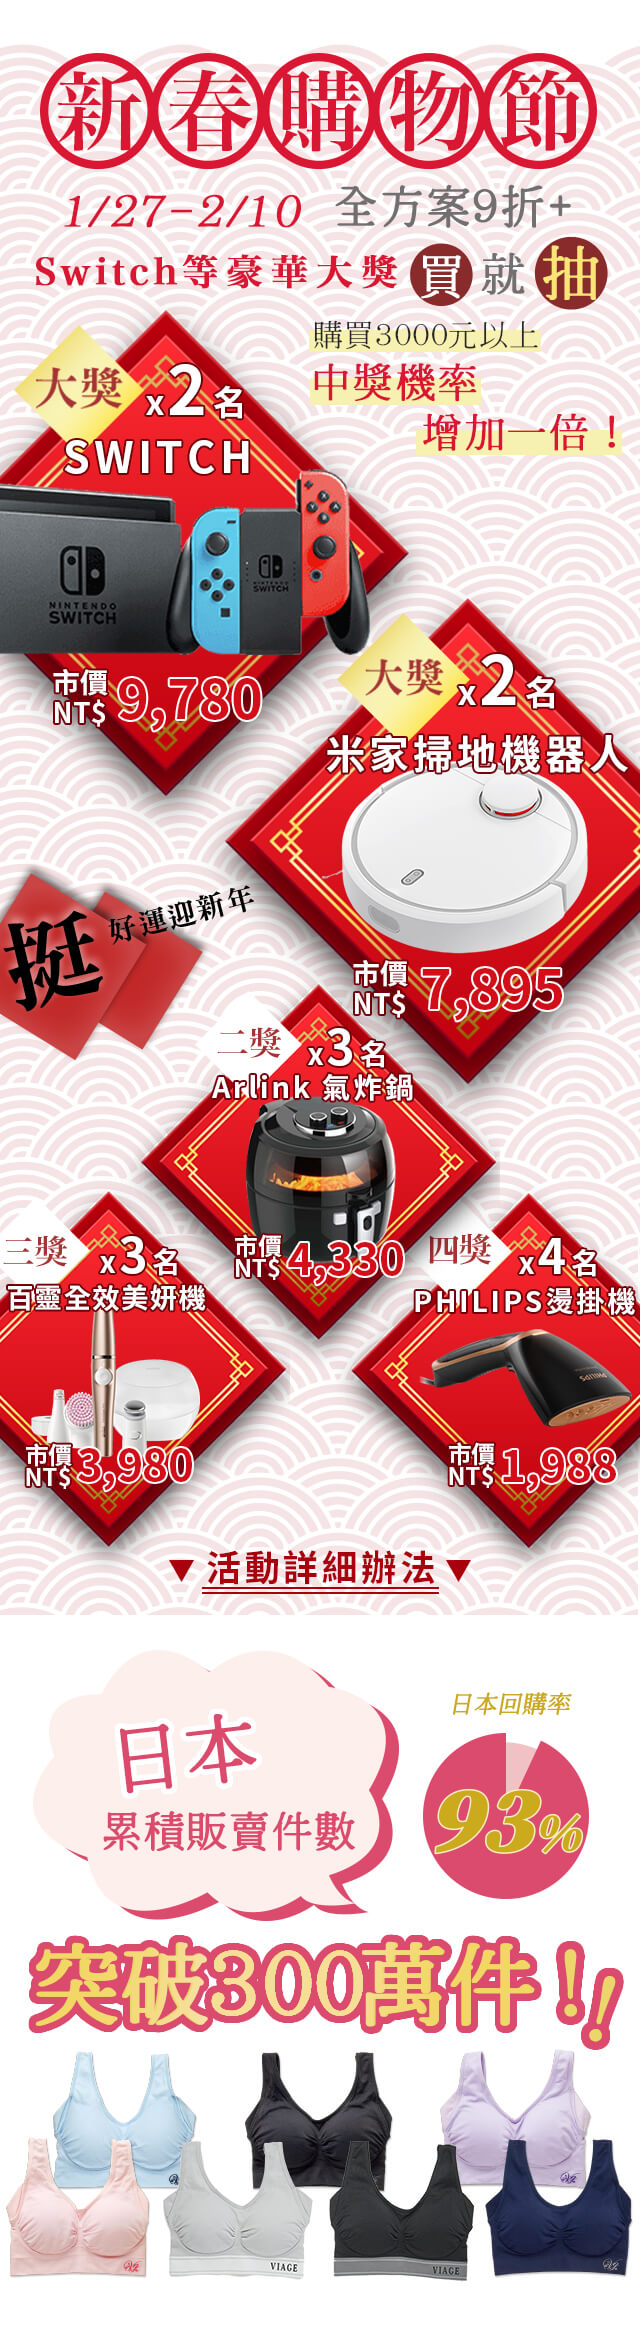 新春購物節
1/27-2/10 全方案9折+
Switch等豪華大獎 買就抽
購買3000元以上
中獎機率
增加一倍！
大獎 x2名
SWITCH
NINTENDO
SWITCH
NINTENDO
SWITCH
市價
NT$ 9,780
大獎 x2名
米家掃地機器人
市價
NT$ 7,895
挺 好運迎新年
二獎 x3名
Arlink 氣炸鍋
市價
NT$ 4,330
三獎 x3名
百靈全效美妍機
市價
NT$ 3,980
四獎 x4名
PHILIPS燙掛機
PHILIPS
市價
NT$ 1,988
▼ 活動詳細辦法 ▼
日本
累積販賣件數
日本回購率
93%
突破300萬件！!
VIAGE
VIAGE